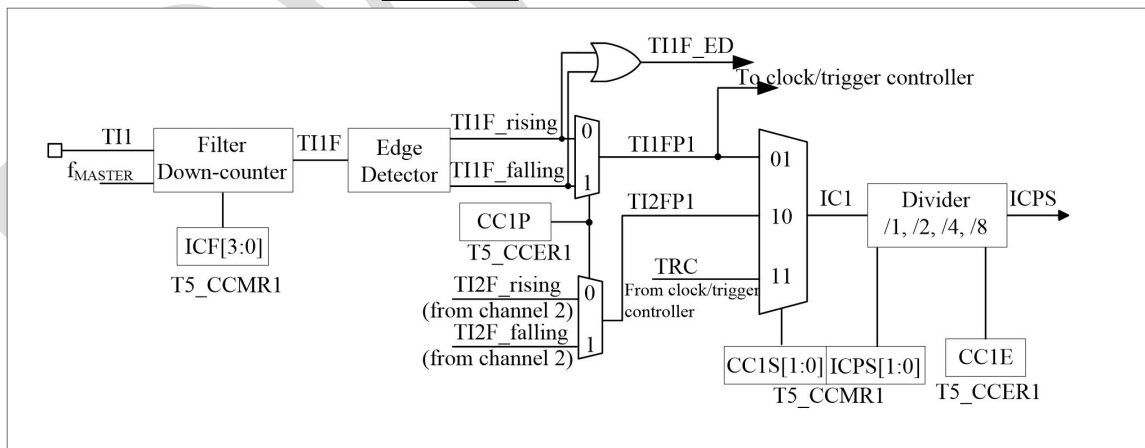 TI1F_ED
To clock/trigger controller
TI1
fMASTER
Filter
Down-counter
TI1F
Edge
Detector
TI1F_rising
TI1F_falling
0
1
TI1FP1
01
TI2FP1
10
IC1
Divider
/1, /2, /4, /8
ICPS
CC1P
T5_CCER1
ICF[3:0]
T5_CCMR1
TI2F_rising
(from channel 2)
TI2F_falling
(from channel 2)
0
1
TRC
From clock/trigger
controller
11
CC1S[1:0]
ICPS[1:0]
T5_CCMR1
CC1E
T5_CCER1